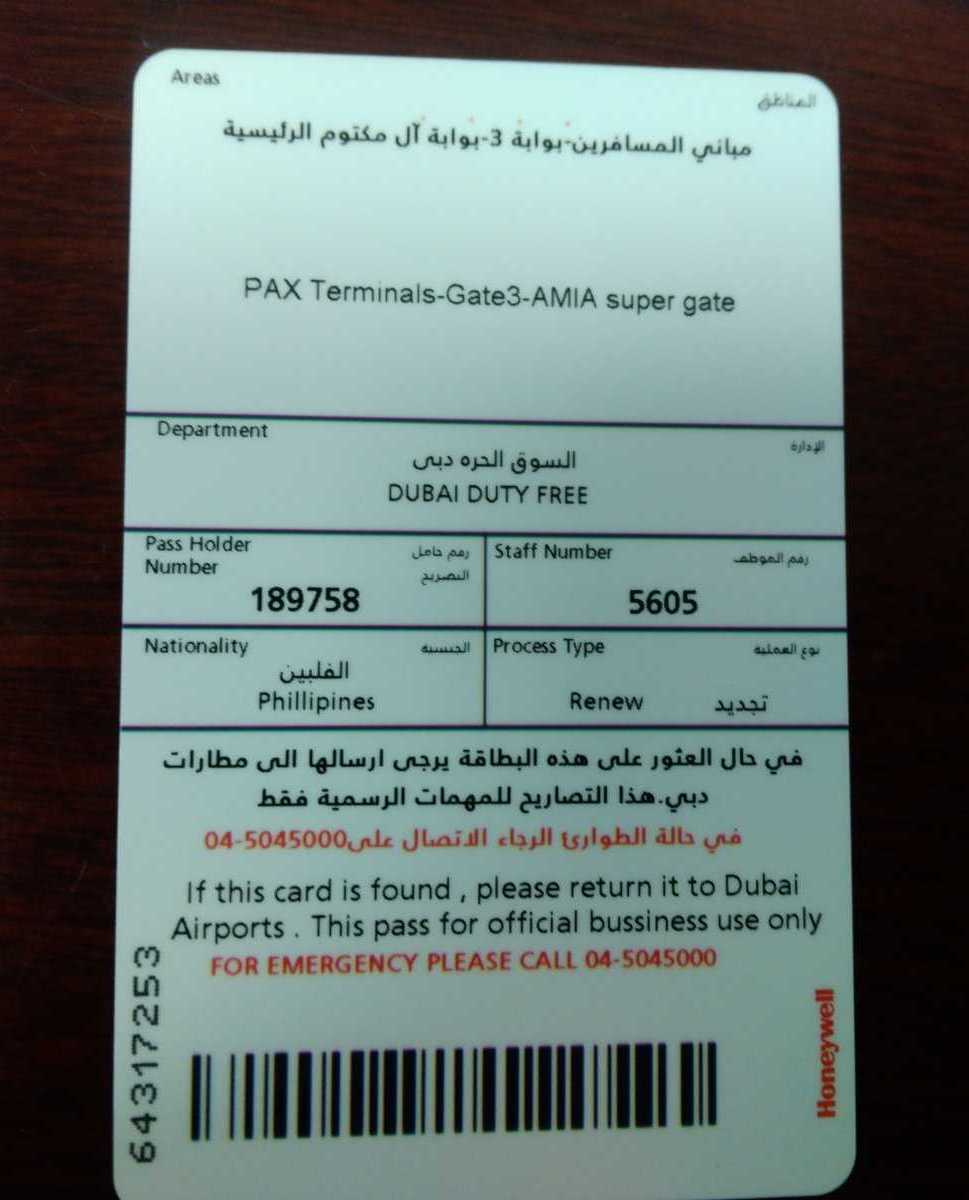 Areas
المناطق
مباني المسافرين-بوابة 3-بوابة آل مكتوم الرئيسية
PAX Terminals-Gate3-AMIA super gate
Department
الإدارة
السوق الحره دبى
DUBAI DUTY FREE
Pass Holder
Number
رقم حامل
التصريح
189758
Staff Number
رقم الموظف
5605
Nationality
الجنسية
الفلبين
Phillipines
Process Type
نوع العملية
Renew
تجديد
في حال العثور على هذه البطاقة يرجى ارسالها الى مطارات
دبي.هذا التصاريح للمهمات الرسمية فقط
في حالة الطوارئ الرجاء الاتصال على04-5045000
If this card is found , please return it to Dubai
Airports . This pass for official bussiness use only
FOR EMERGENCY PLEASE CALL 04-5045000
64317253
Honeywell